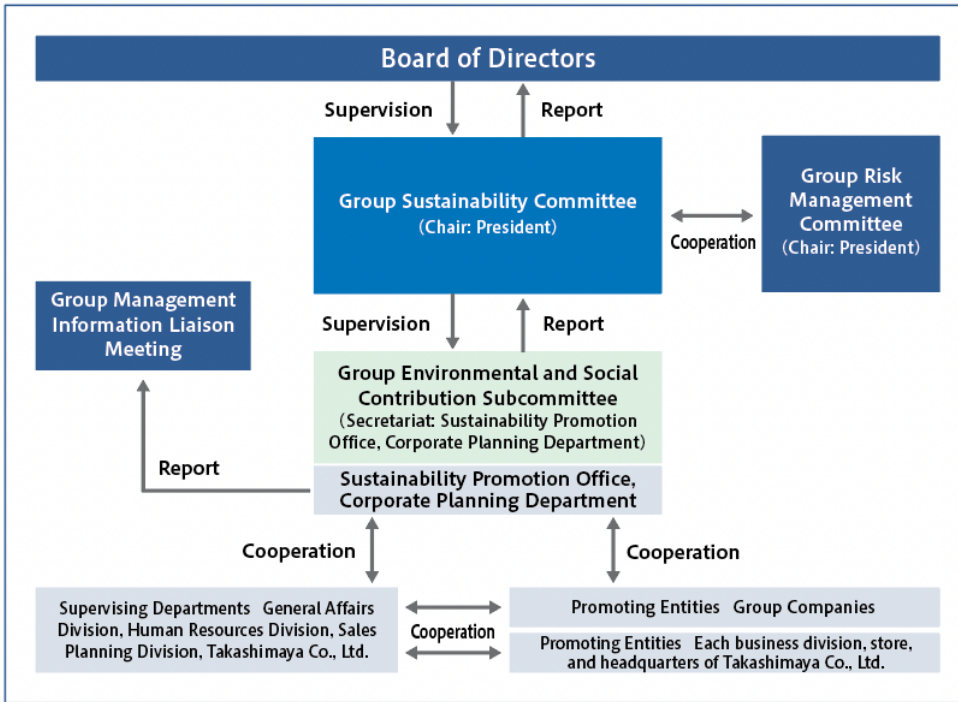 Board of Directors
Supervision
Report
Group Sustainability Committee
(Chair: President)
Cooperation
Group Risk
Management
Committee
(Chair: President)
Group Management
Information Liaison
Meeting
Supervision
Report
Group Environmental and Social
Contribution Subcommittee
(Secretariat: Sustainability Promotion
Office, Corporate Planning Department)
Report
Sustainability Promotion Office,
Corporate Planning Department
Cooperation
Cooperation
Supervising Departments General Affairs
Division, Human Resources Division, Sales
Planning Division, Takashimaya Co., Ltd.
Cooperation
Promoting Entities Group Companies
Promoting Entities Each business division, store,
and headquarters of Takashimaya Co., Ltd.